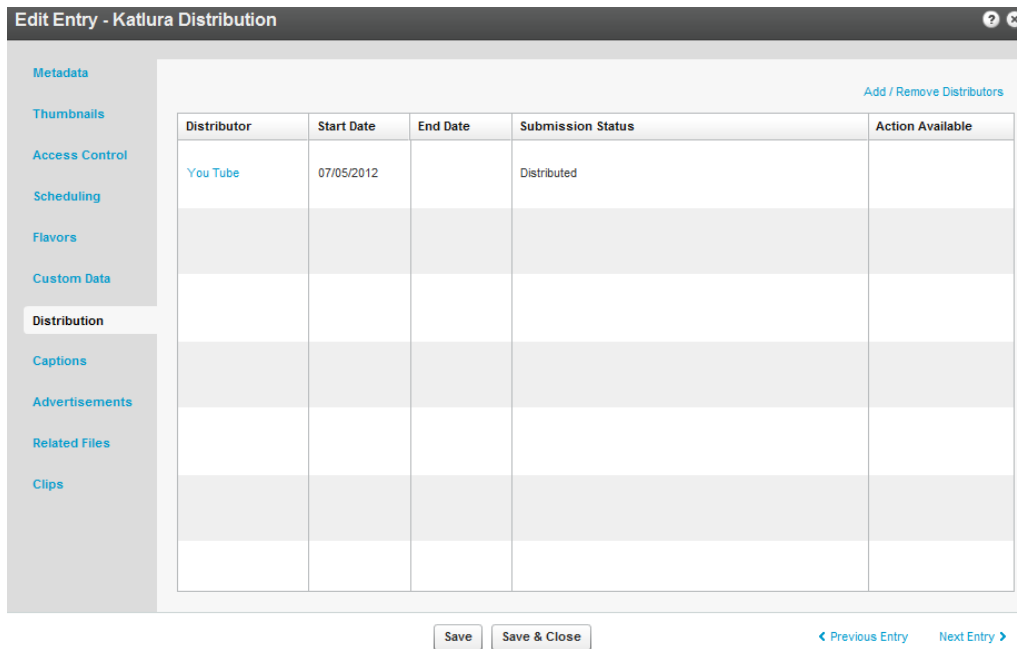 Edit Entry - Katlura Distribution
?
Metadata
Thumbnails
Access Control
Scheduling
Flavors
Custom Data
Distribution
Captions
Advertisements
Related Files
Clips
Add / Remove Distributors
Distributor Start Date End Date Submission Status Action Available
You Tube 07/05/2012 Distributed
Save Save & Close Previous Entry Next Entry